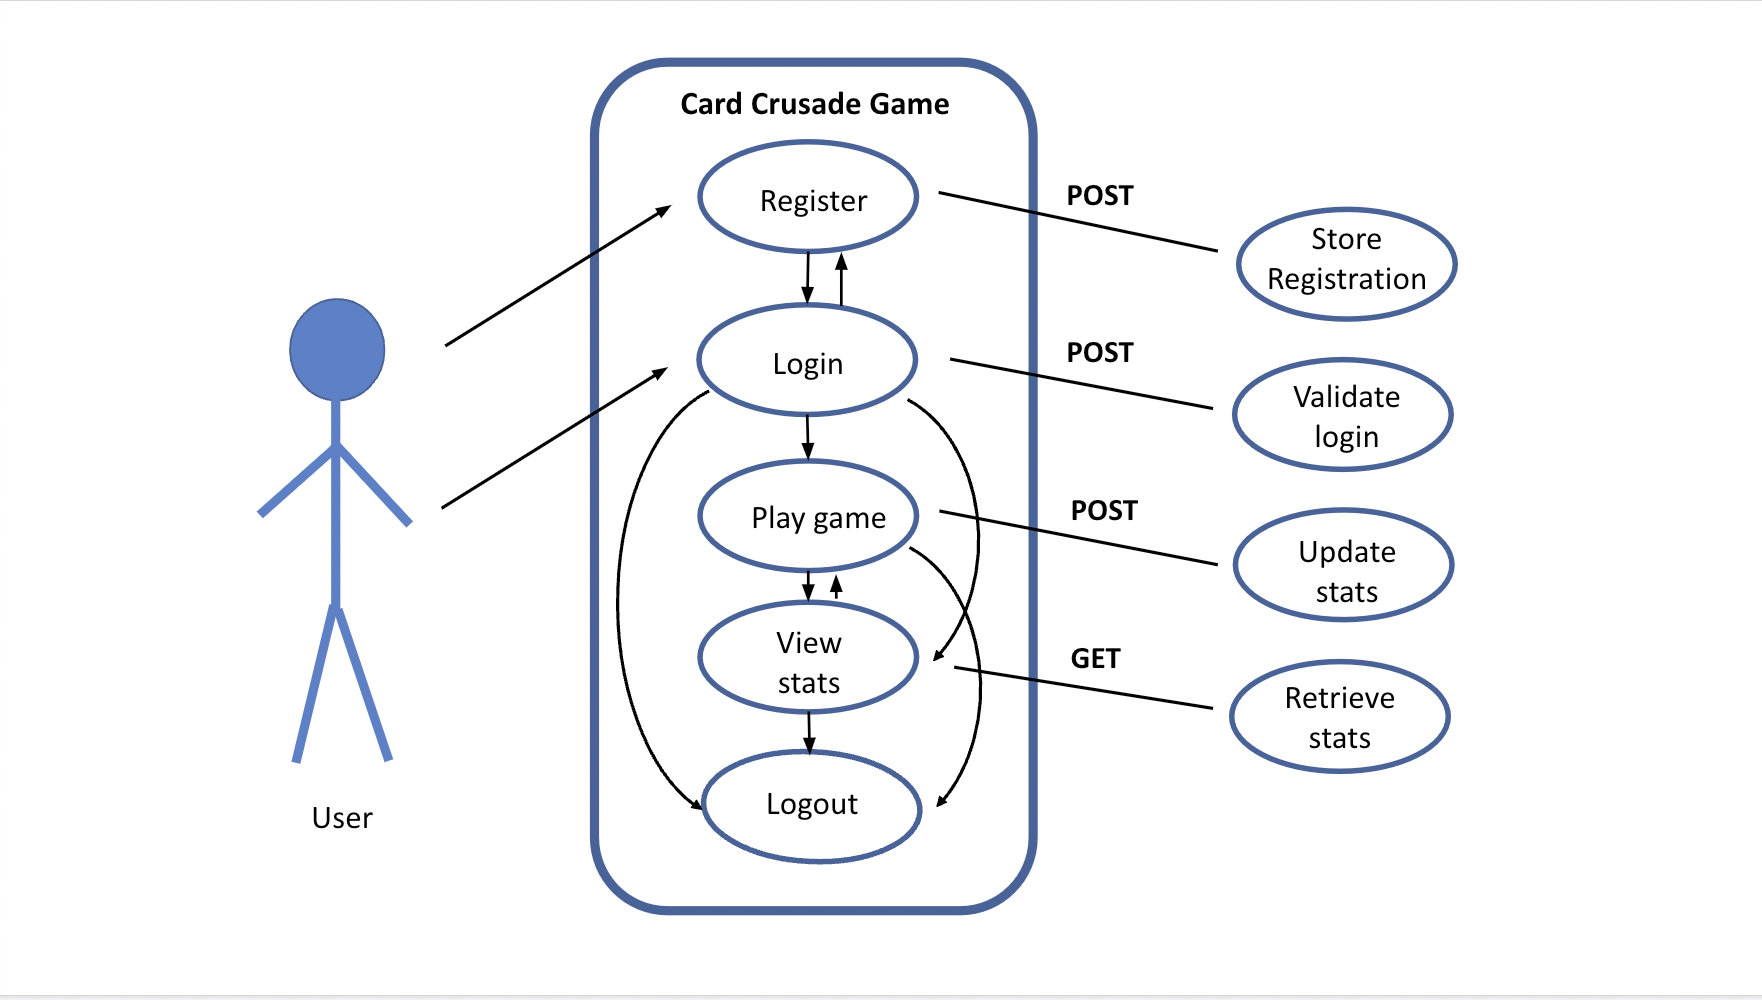 Card Crusade Game
Register
POST
Store
Registration
Login
POST
Validate
login
Play game
POST
Update
stats
View
stats
GET
Retrieve
stats
Logout
User